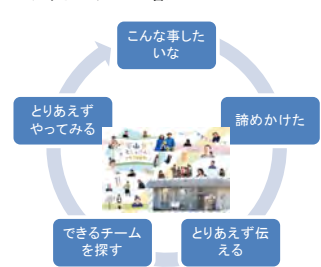 こんな事した
いな
諦めかけた
とりあえず伝
える
できるチーム
を探す
とりあえず
やってみる